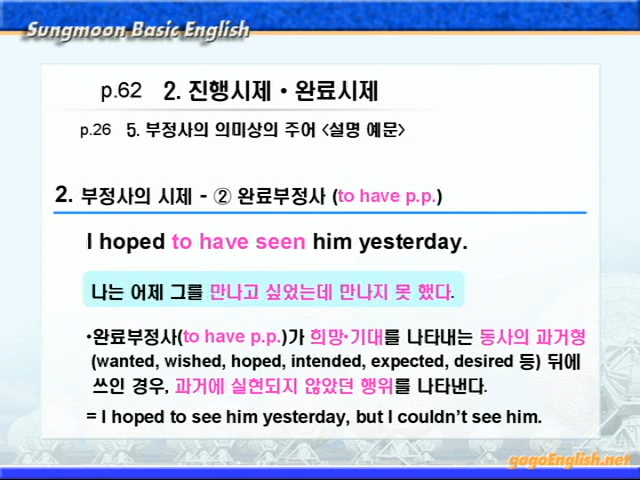 Sungmoon Basic English
p.62 2. 진행시제 • 완료시제
p.26 5. 부정사의 의미상의 주어 <설명 예문>
2. 부정사의 시제 - ② 완료부정사 (to have p.p.)
I hoped to have seen him yesterday.
나는 어제 그를 만나고 싶었는데 만나지 못 했다.
•완료부정사(to have p.p.)가 희망•기대를 나타내는 동사의 과거형
(wanted, wished, hoped, intended, expected, desired 등) 뒤에
쓰인 경우, 과거에 실현되지 않았던 행위를 나타낸다.
= I hoped to see him yesterday, but I couldn't see him.
gogoEnglish.net